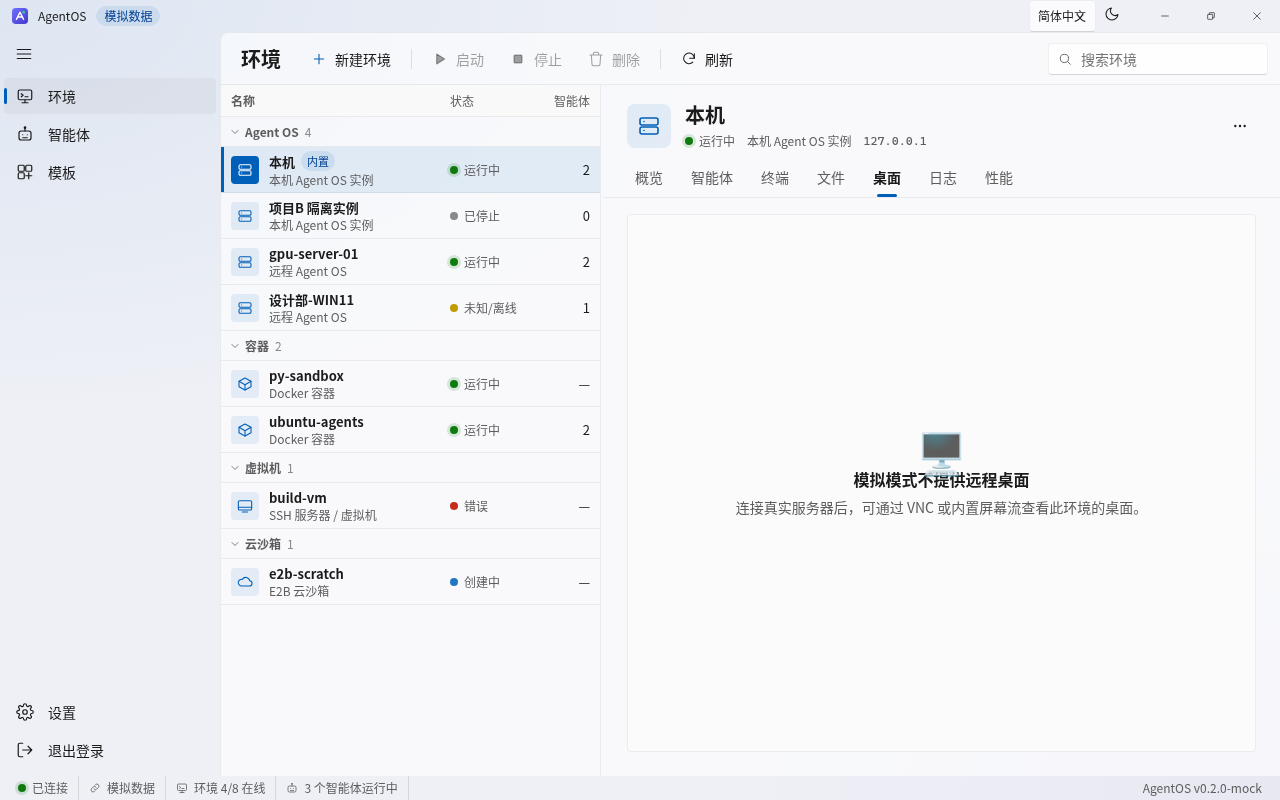 AgentOS 模拟数据 简体中文
环境 新建环境 启动 停止 删除 刷新 搜索环境
环境
智能体
模板
设置
退出登录
名称 状态 智能体
Agent OS 4
本机 内置 运行中 2
本机 Agent OS 实例
项目B 隔离实例 已停止 0
本机 Agent OS 实例
gpu-server-01 运行中 2
远程 Agent OS
设计部-WIN11 未知/离线 1
远程 Agent OS
容器 2
py-sandbox 运行中 —
Docker 容器
ubuntu-agents 运行中 2
Docker 容器
虚拟机 1
build-vm 错误 —
SSH 服务器 / 虚拟机
云沙箱 1
e2b-scratch 创建中 —
E2B 云沙箱
本机
运行中 本机 Agent OS 实例 127.0.0.1
概览 智能体 终端 文件 桌面 日志 性能
模拟模式不提供远程桌面
连接真实服务器后，可通过 VNC 或内置屏幕流查看此环境的桌面。
已连接 模拟数据 环境 4/8 在线 3 个智能体运行中 AgentOS v0.2.0-mock